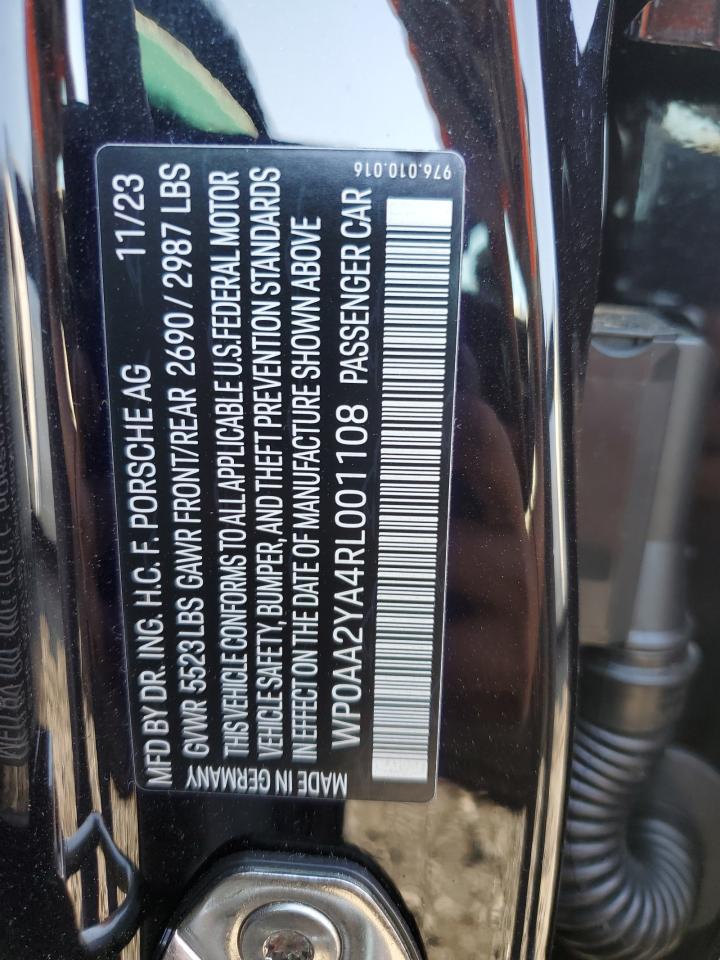 976.010.016
MFD BY DR. ING. H.C. F. PORSCHE AG 11/23
GVWR 5523 LBS GAWR FRONT/REAR 2690/2987 LBS
THIS VEHICLE CONFORMS TO ALL APPLICABLE U.S.FEDERAL MOTOR
VEHICLE SAFETY, BUMPER, AND THEFT PREVENTION STANDARDS
IN EFFECT ON THE DATE OF MANUFACTURE SHOWN ABOVE
MADE IN GERMANY WP0AA2YA4RL001108 PASSENGER CAR